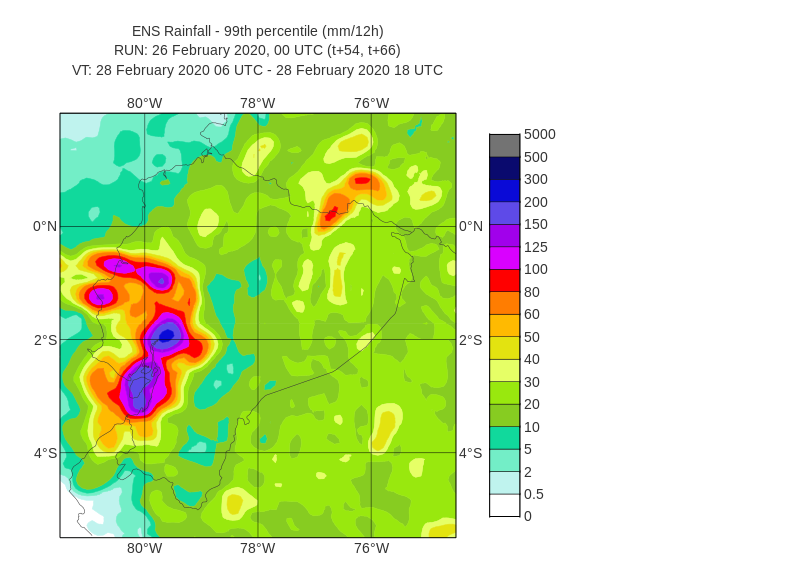 ENS Rainfall - 99th percentile (mm/12h)
RUN: 26 February 2020, 00 UTC (t+54, t+66)
VT: 28 February 2020 06 UTC - 28 February 2020 18 UTC
80°W 78°W 76°W
0°N 0°N
2°S 2°S
4°S 4°S
80°W 78°W 76°W
5000
500
300
200
150
125
100
80
60
50
40
30
20
10
5
2
0.5
0